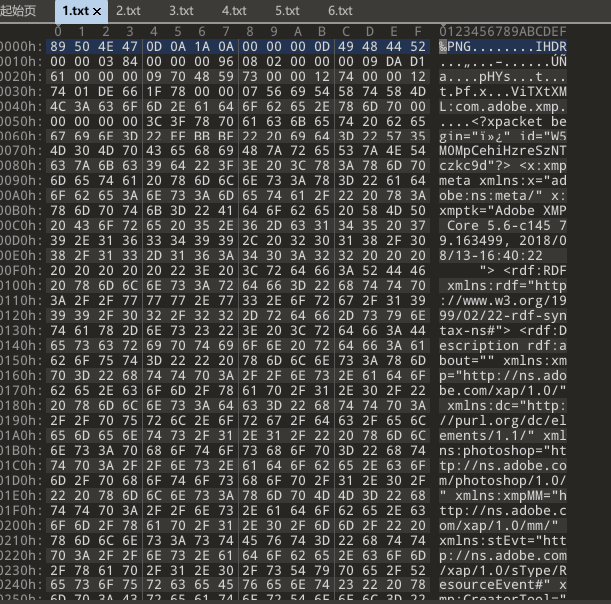 起始页 1.txt × 2.txt 3.txt 4.txt 5.txt 6.txt
0 1 2 3 4 5 6 7 8 9 A B C D E F 0123456789ABCDEF
0000h: 89 50 4E 47 0D 0A 1A 0A 00 00 00 0D 49 48 44 52 ‰PNG........IHDR
0010h: 00 00 03 84 00 00 00 96 08 02 00 00 00 09 DA D1 ...„...–.....ÚÑ
0020h: 61 00 00 00 09 70 48 59 73 00 00 12 74 00 00 12 a....pHYs...t...
0030h: 74 01 DE 66 1F 78 00 00 07 56 69 54 58 74 58 4D t.Þf.x...ViTXtXM
0040h: 4C 3A 63 6F 6D 2E 61 64 6F 62 65 2E 78 6D 70 00 L:com.adobe.xmp.
0050h: 00 00 00 00 3C 3F 78 70 61 63 6B 65 74 20 62 65 ....<?xpacket be
0060h: 67 69 6E 3D 22 EF BB BF 22 20 69 64 3D 22 57 35 gin="ï»¿" id="W5
0070h: 4D 30 4D 70 43 65 68 69 48 7A 72 65 53 7A 4E 54 M0MpCehiHzreSzNT
0080h: 63 7A 6B 63 39 64 22 3F 3E 20 3C 78 3A 78 6D 70 czkc9d"?> <x:xmp
0090h: 6D 65 74 61 20 78 6D 6C 6E 73 3A 78 3D 22 61 64 meta xmlns:x="ad
00A0h: 6F 62 65 3A 6E 73 3A 6D 65 74 61 2F 22 20 78 3A obe:ns:meta/" x:
00B0h: 78 6D 70 74 6B 3D 22 41 64 6F 62 65 20 58 4D 50 xmptk="Adobe XMP
00C0h: 20 43 6F 72 65 20 35 2E 36 2D 63 31 34 35 20 37 Core 5.6-c145 7
00D0h: 39 2E 31 36 33 34 39 39 2C 20 32 30 31 38 2F 30 9.163499, 2018/0
00E0h: 38 2F 31 33 2D 31 36 3A 34 30 3A 32 32 20 20 20 8/13-16:40:22
00F0h: 20 20 20 20 20 22 3E 20 3C 72 64 66 3A 52 44 46 "> <rdf:RDF
0100h: 20 78 6D 6C 6E 73 3A 72 64 66 3D 22 68 74 74 70 xmlns:rdf="http
0110h: 3A 2F 2F 77 77 77 2E 77 33 2E 6F 72 67 2F 31 39 ://www.w3.org/19
0120h: 39 39 2F 30 32 2F 32 32 2D 72 64 66 2D 73 79 6E 99/02/22-rdf-syn
0130h: 74 61 78 2D 6E 73 23 22 3E 20 3C 72 64 66 3A 44 tax-ns#"> <rdf:D
0140h: 65 73 63 72 69 70 74 69 6F 6E 20 72 64 66 3A 61 escription rdf:a
0150h: 62 6F 75 74 3D 22 22 20 78 6D 6C 6E 73 3A 78 6D bout="" xmlns:xm
0160h: 70 3D 22 68 74 74 70 3A 2F 2F 6E 73 2E 61 64 6F p="http://ns.ado
0170h: 62 65 2E 63 6F 6D 2F 78 61 70 2F 31 2E 30 2F 22 be.com/xap/1.0/"
0180h: 20 78 6D 6C 6E 73 3A 64 63 3D 22 68 74 74 70 3A xmlns:dc="http:
0190h: 2F 2F 70 75 72 6C 2E 6F 72 67 2F 64 63 2F 65 6C //purl.org/dc/el
01A0h: 65 6D 65 6E 74 73 2F 31 2E 31 2F 22 20 78 6D 6C ements/1.1/" xml
01B0h: 6E 73 3A 70 68 6F 74 6F 73 68 6F 70 3D 22 68 74 ns:photoshop="ht
01C0h: 74 70 3A 2F 2F 6E 73 2E 61 64 6F 62 65 2E 63 6F tp://ns.adobe.co
01D0h: 6D 2F 70 68 6F 74 6F 73 68 6F 70 2F 31 2E 30 2F m/photoshop/1.0/
01E0h: 22 20 78 6D 6C 6E 73 3A 78 6D 70 4D 4D 3D 22 68 " xmlns:xmpMM="h
01F0h: 74 74 70 3A 2F 2F 6E 73 2E 61 64 6F 62 65 2E 63 ttp://ns.adobe.c
0200h: 6F 6D 2F 78 61 70 2F 31 2E 30 2F 6D 6D 2F 22 20 om/xap/1.0/mm/"
0210h: 78 6D 6C 6E 73 3A 73 74 45 76 74 3D 22 68 74 74 xmlns:stEvt="htt
0220h: 70 3A 2F 2F 6E 73 2E 61 64 6F 62 65 2E 63 6F 6D p://ns.adobe.com
0230h: 2F 78 61 70 2F 31 2E 30 2F 73 54 79 70 65 2F 52 /xap/1.0/sType/R
0240h: 65 73 6F 75 72 63 65 45 76 65 6E 74 23 22 20 78 esourceEvent#" x
0250h: 6D 70 3A 43 72 65 61 74 6F 72 54 6F 6F 6C 3D 22 mp:CreatorTool="